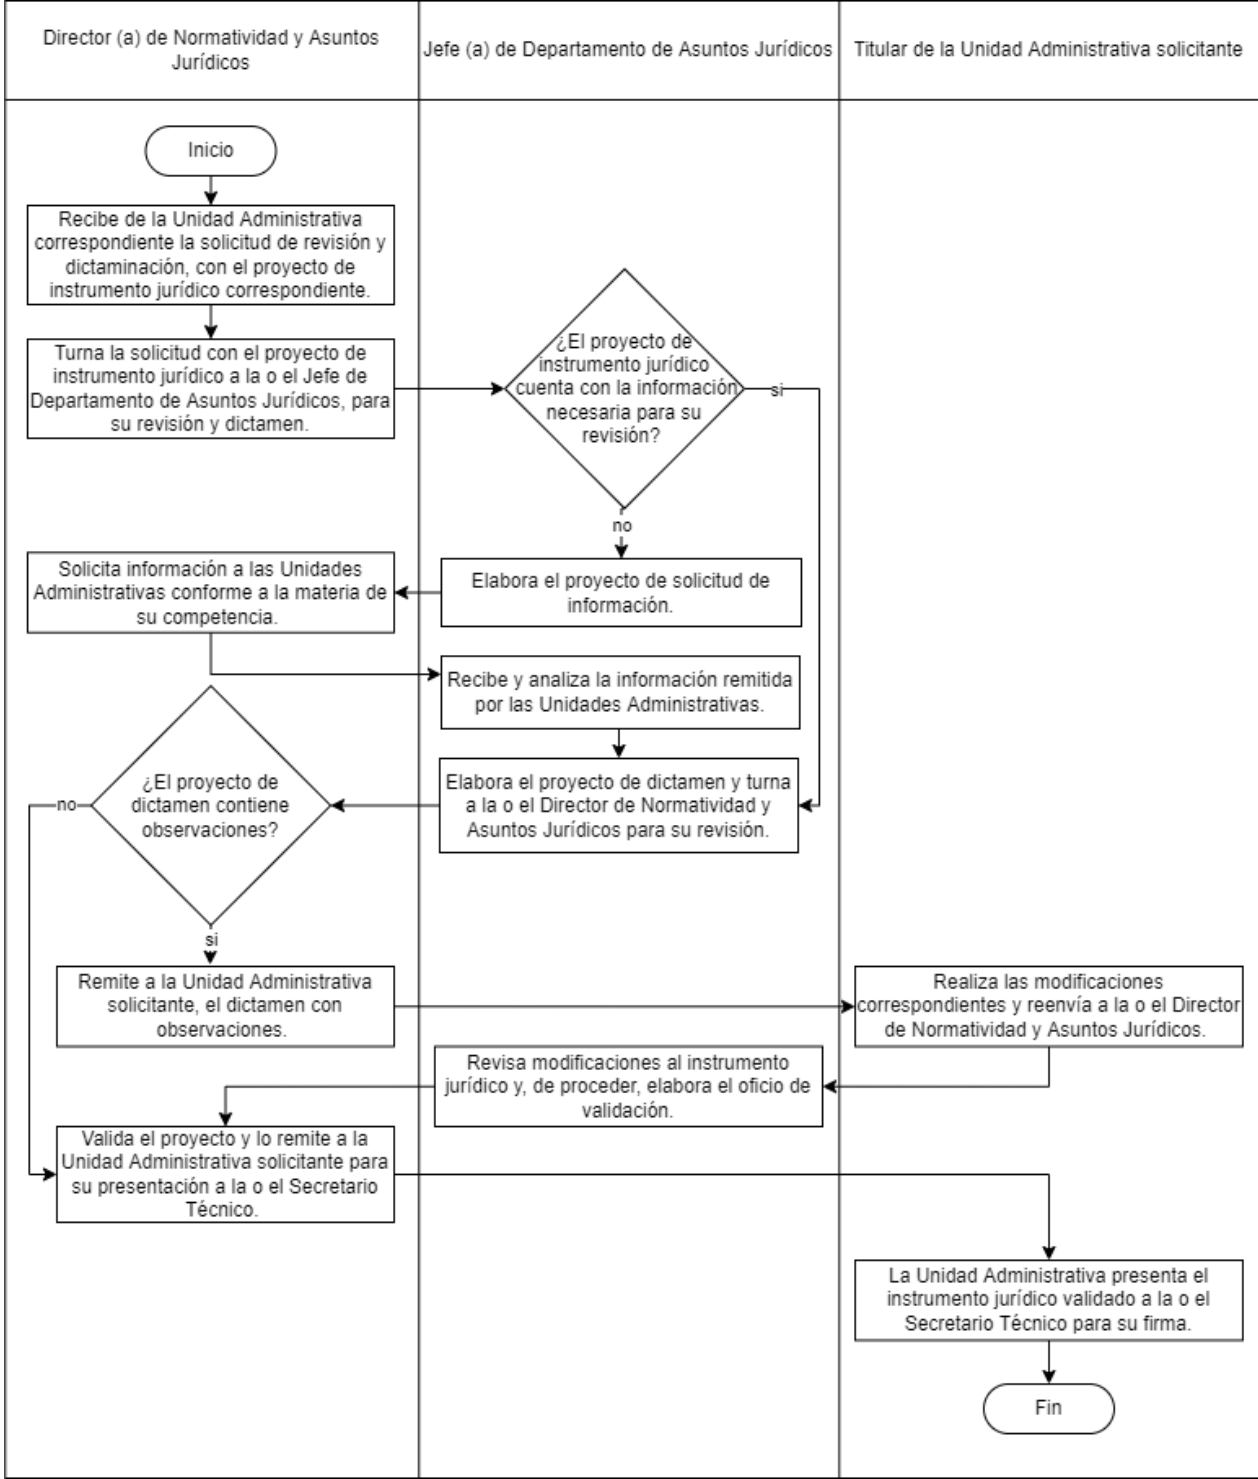 Director (a) de Normatividad y Asuntos
Jurídicos
Jefe (a) de Departamento de Asuntos Jurídicos
Titular de la Unidad Administrativa solicitante
Inicio
Recibe de la Unidad Administrativa
correspondiente la solicitud de revisión y
dictaminación, con el proyecto de
instrumento jurídico correspondiente.
Turna la solicitud con el proyecto de
instrumento jurídico a la o el Jefe de
Departamento de Asuntos Jurídicos, para
su revisión y dictamen.
¿El proyecto de
instrumento jurídico
cuenta con la información
necesaria para su
revisión?
si
no
Elabora el proyecto de solicitud de
información.
Solicita información a las Unidades
Administrativas conforme a la materia de
su competencia.
Recibe y analiza la información remitida
por las Unidades Administrativas.
Elabora el proyecto de dictamen y turna
a la o el Director de Normatividad y
Asuntos Jurídicos para su revisión.
¿El proyecto de
dictamen contiene
observaciones?
no
si
Remite a la Unidad Administrativa
solicitante, el dictamen con
observaciones.
Realiza las modificaciones
correspondientes y reenvía a la o el Director
de Normatividad y Asuntos Jurídicos.
Revisa modificaciones al instrumento
jurídico y, de proceder, elabora el oficio de
validación.
Valida el proyecto y lo remite a la
Unidad Administrativa solicitante para
su presentación a la o el Secretario
Técnico.
La Unidad Administrativa presenta el
instrumento jurídico validado a la o el
Secretario Técnico para su firma.
Fin